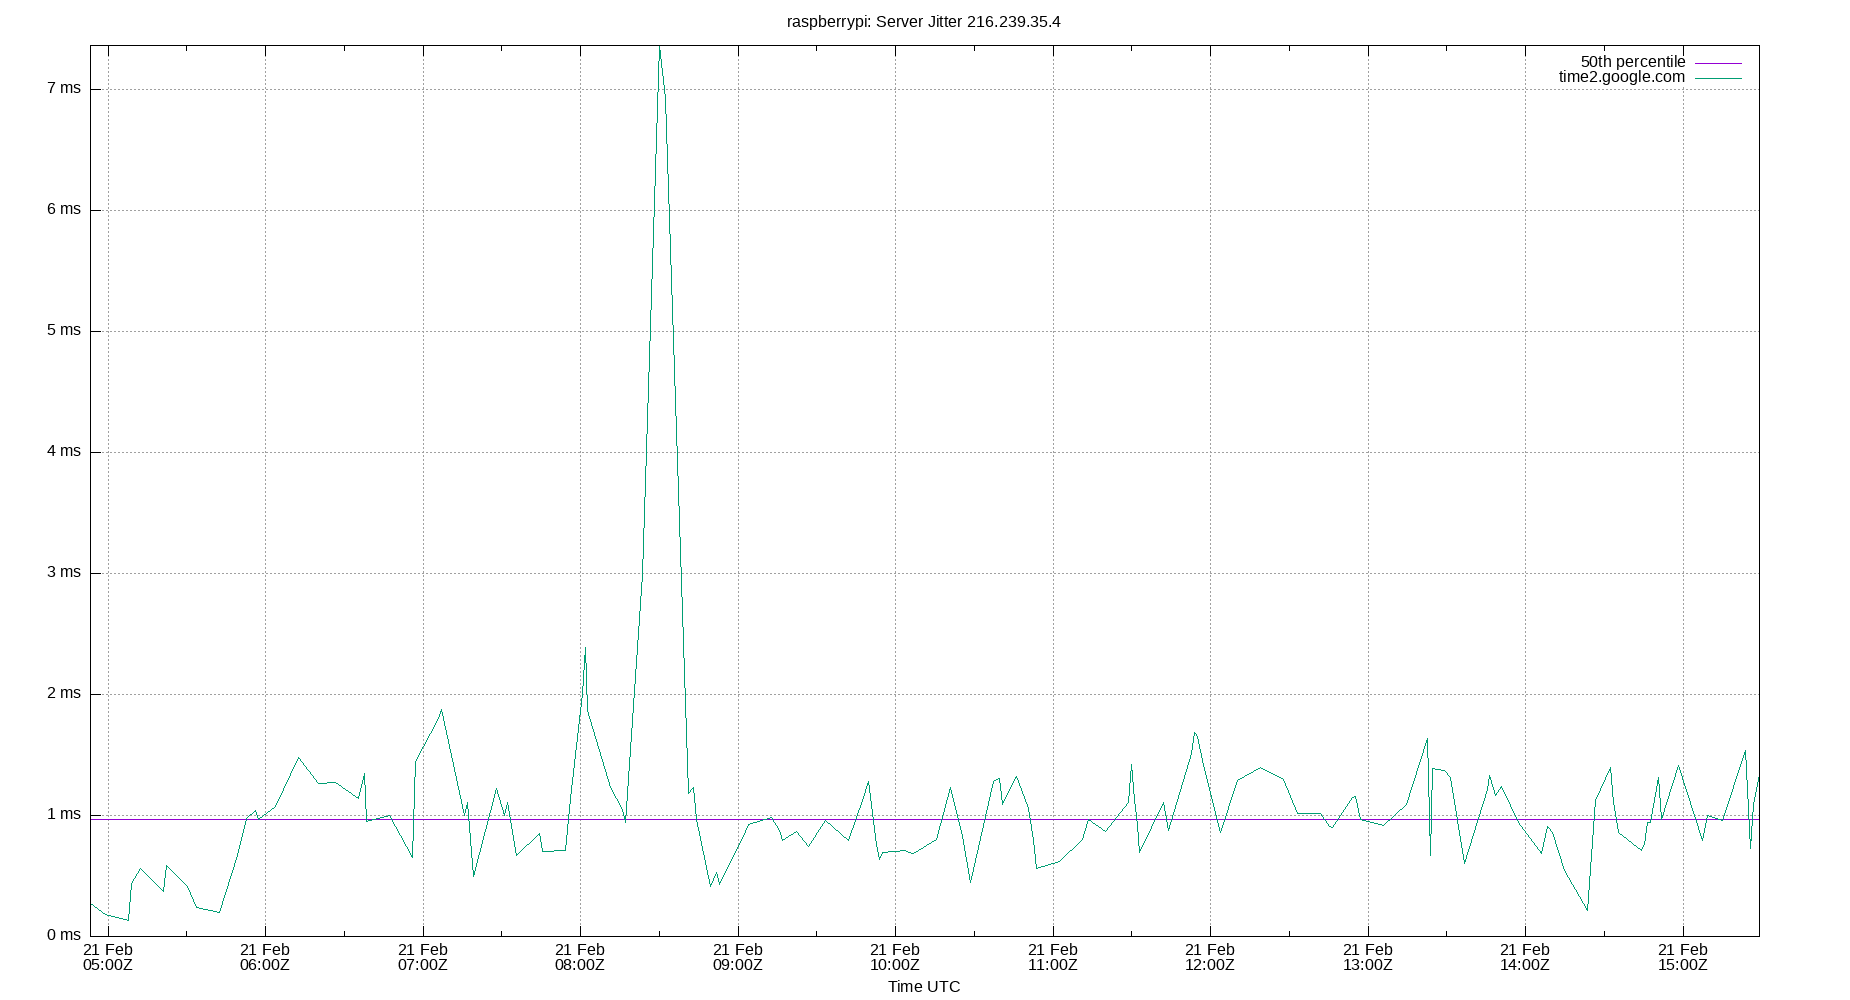 raspberrypi: Server Jitter 216.239.35.4
50th percentile
time2.google.com
7 ms
6 ms
5 ms
4 ms
3 ms
2 ms
1 ms
0 ms
21 Feb 21 Feb 21 Feb 21 Feb 21 Feb 21 Feb 21 Feb 21 Feb 21 Feb 21 Feb 21 Feb
05:00Z 06:00Z 07:00Z 08:00Z 09:00Z 10:00Z 11:00Z 12:00Z 13:00Z 14:00Z 15:00Z
Time UTC